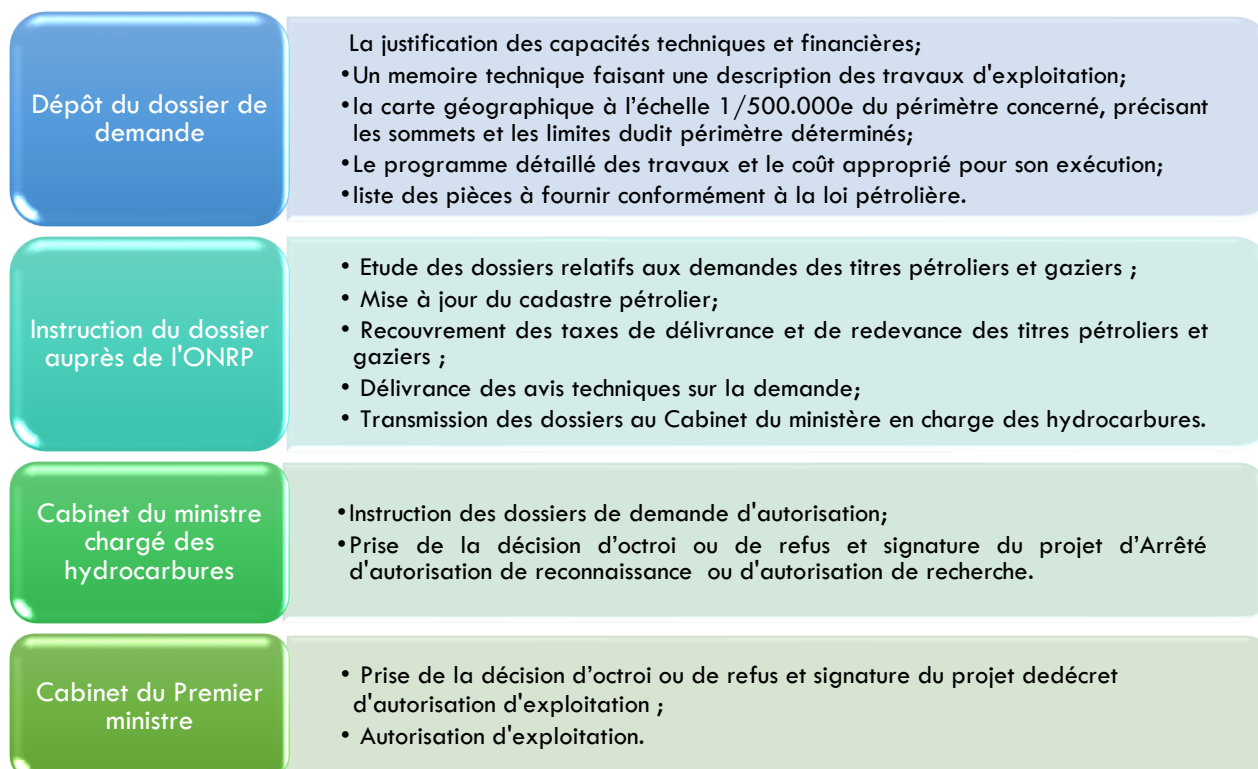 Dépôt du dossier de
demande
La justification des capacités techniques et financières;
•Un memoire technique faisant une description des travaux d'exploitation;
•la carte géographique à l'échelle 1/500.000e du périmètre concerné, précisant
les sommets et les limites dudit périmètre déterminés;
•Le programme détaillé des travaux et le coût approprié pour son exécution;
•liste des pièces à fournir conformément à la loi pétrolière.
Instruction du dossier
auprès de l'ONRP
• Etude des dossiers relatifs aux demandes des titres pétroliers et gaziers ;
• Mise à jour du cadastre pétrolier;
• Recouvrement des taxes de délivrance et de redevance des titres pétroliers et
gaziers ;
• Délivrance des avis techniques sur la demande;
• Transmission des dossiers au Cabinet du ministère en charge des hydrocarbures.
Cabinet du ministre
chargé des
hydrocarbures
•Instruction des dossiers de demande d'autorisation;
•Prise de la décision d'octroi ou de refus et signature du projet d'Arrêté
d'autorisation de reconnaissance ou d'autorisation de recherche.
Cabinet du Premier
ministre
• Prise de la décision d'octroi ou de refus et signature du projet dedécret
d'autorisation d'exploitation ;
• Autorisation d'exploitation.